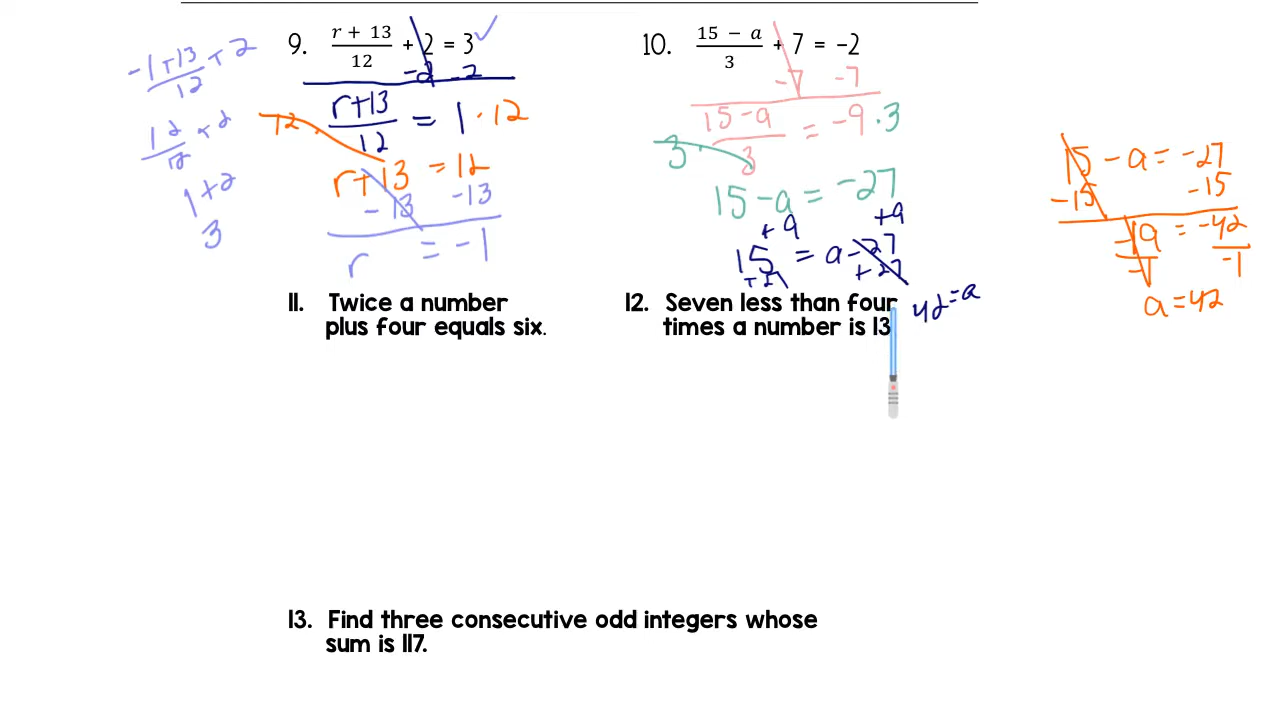 9. (r + 13)/12 + 2 = 3 ✓
-2 -2
12 · (r+13)/12 = 1 · 12
r+13 = 12
-13 -13
r = -1
(-1+13)/12 + 2
12/12 + 2
1+2
3
10. (15 − a)/3 + 7 = -2
-7 -7
3 · (15-a)/3 = -9 · 3
15-a = -27
+a +a
15 = a-27
+27 +27
42=a
15 - a = -27
-15 -15
-1a = -42
-1 -1
a = 42
11. Twice a number
plus four equals six.
12. Seven less than four
times a number is 13
13. Find three consecutive odd integers whose
sum is 117.